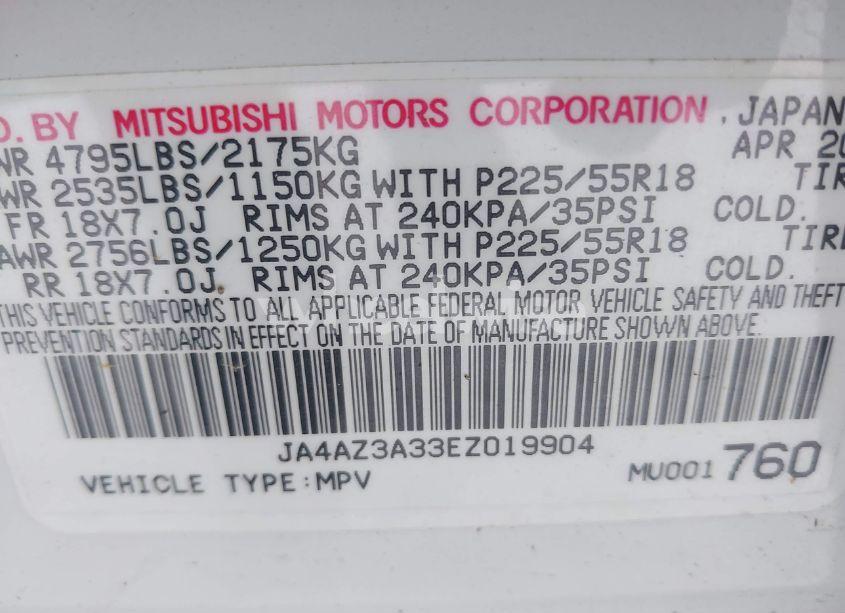 D. BY MITSUBISHI MOTORS CORPORATION , JAPAN
WR 4795LBS/2175KG APR 20
WR 2535LBS/1150KG WITH P225/55R18 TIR
FR 18X7.0J RIMS AT 240KPA/35PSI COLD.
AWR 2756LBS/1250KG WITH P225/55R18 TIRE
RR 18X7.0J RIMS AT 240KPA/35PSI COLD.
THIS VEHICLE CONFORMS TO ALL APPLICABLE FEDERAL MOTOR VEHICLE SAFETY AND THEFT
PREVENTION STANDARDS IN EFFECT ON THE DATE OF MANUFACTURE SHOWN ABOVE.
JA4AZ3A33EZ019904
VEHICLE TYPE:MPV MU001 760